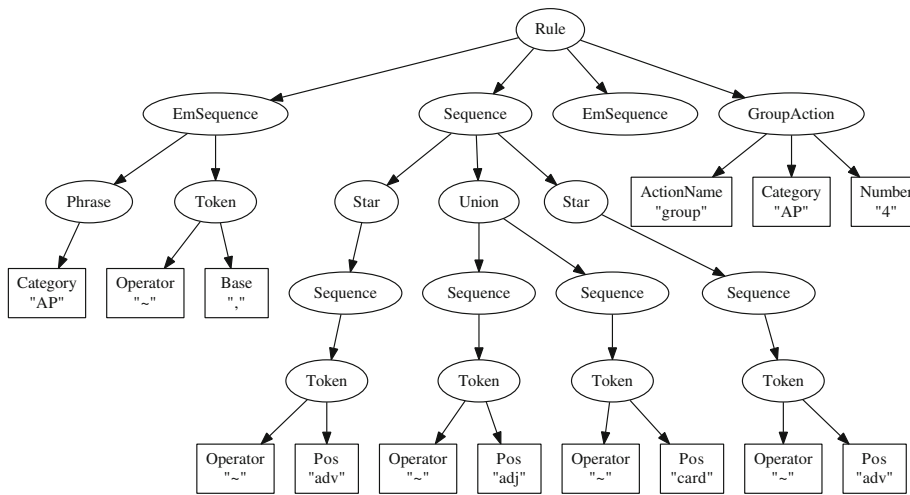 Rule
EmSequence
Sequence
EmSequence
GroupAction
Phrase
Token
Star
Union
Star
ActionName
"group"
Category
"AP"
Number
"4"
Category
"AP"
Operator
"~"
Base
","
Sequence
Sequence
Sequence
Sequence
Token
Token
Token
Token
Operator
"~"
Pos
"adv"
Operator
"~"
Pos
"adj"
Operator
"~"
Pos
"card"
Operator
"~"
Pos
"adv"